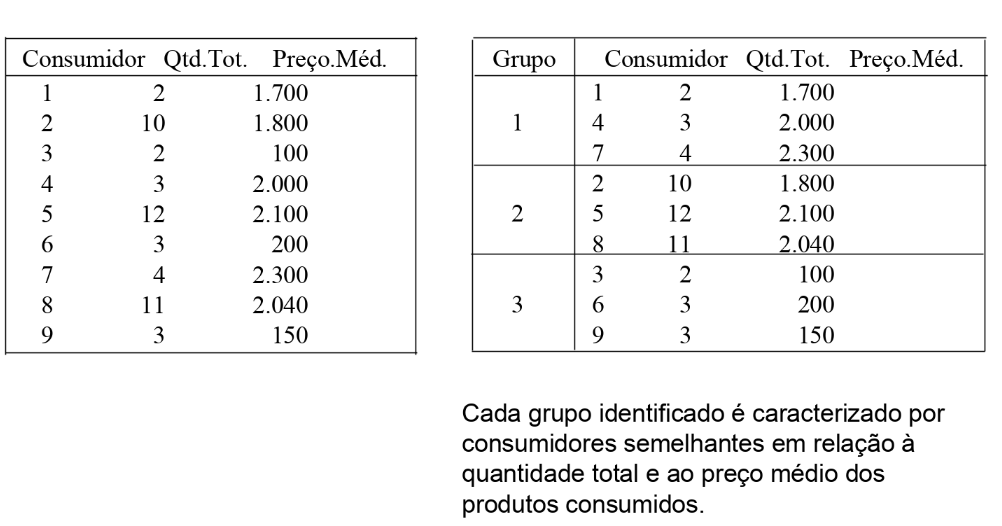 Consumidor Qtd.Tot. Preço.Méd.
1 2 1.700
2 10 1.800
3 2 100
4 3 2.000
5 12 2.100
6 3 200
7 4 2.300
8 11 2.040
9 3 150
Grupo Consumidor Qtd.Tot. Preço.Méd.
1 2 1.700
1 4 3 2.000
7 4 2.300
2 10 1.800
2 5 12 2.100
8 11 2.040
3 2 100
3 6 3 200
9 3 150
Cada grupo identificado é caracterizado por
consumidores semelhantes em relação à
quantidade total e ao preço médio dos
produtos consumidos.